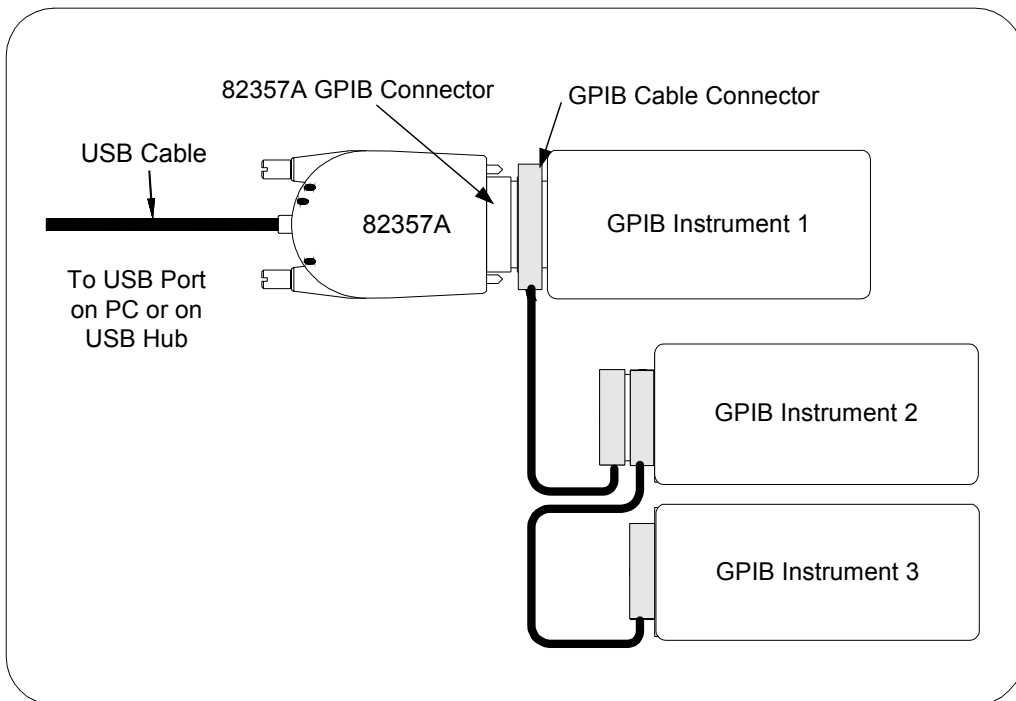 82357A GPIB Connector
GPIB Cable Connector
USB Cable
82357A
GPIB Instrument 1
To USB Port
on PC or on
USB Hub
GPIB Instrument 2
GPIB Instrument 3